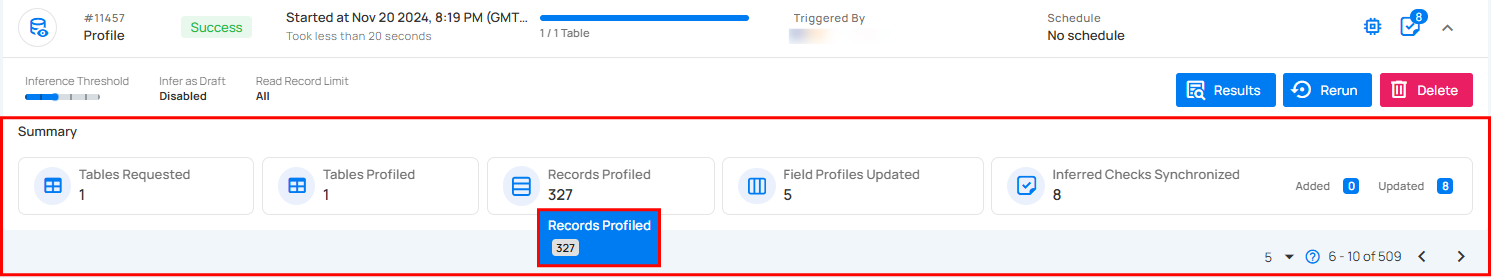 #11457
Profile
Success
Started at Nov 20 2024, 8:19 PM (GMT...
Took less than 20 seconds
1 / 1 Table
Triggered By
Schedule
No schedule
8
Inference Threshold
Infer as Draft
Disabled
Read Record Limit
All
Results
Rerun
Delete
Summary
Tables Requested
1
Tables Profiled
1
Records Profiled
327
Field Profiles Updated
5
Inferred Checks Synchronized
8
Added 0
Updated 8
Records Profiled
327
5
6 - 10 of 509